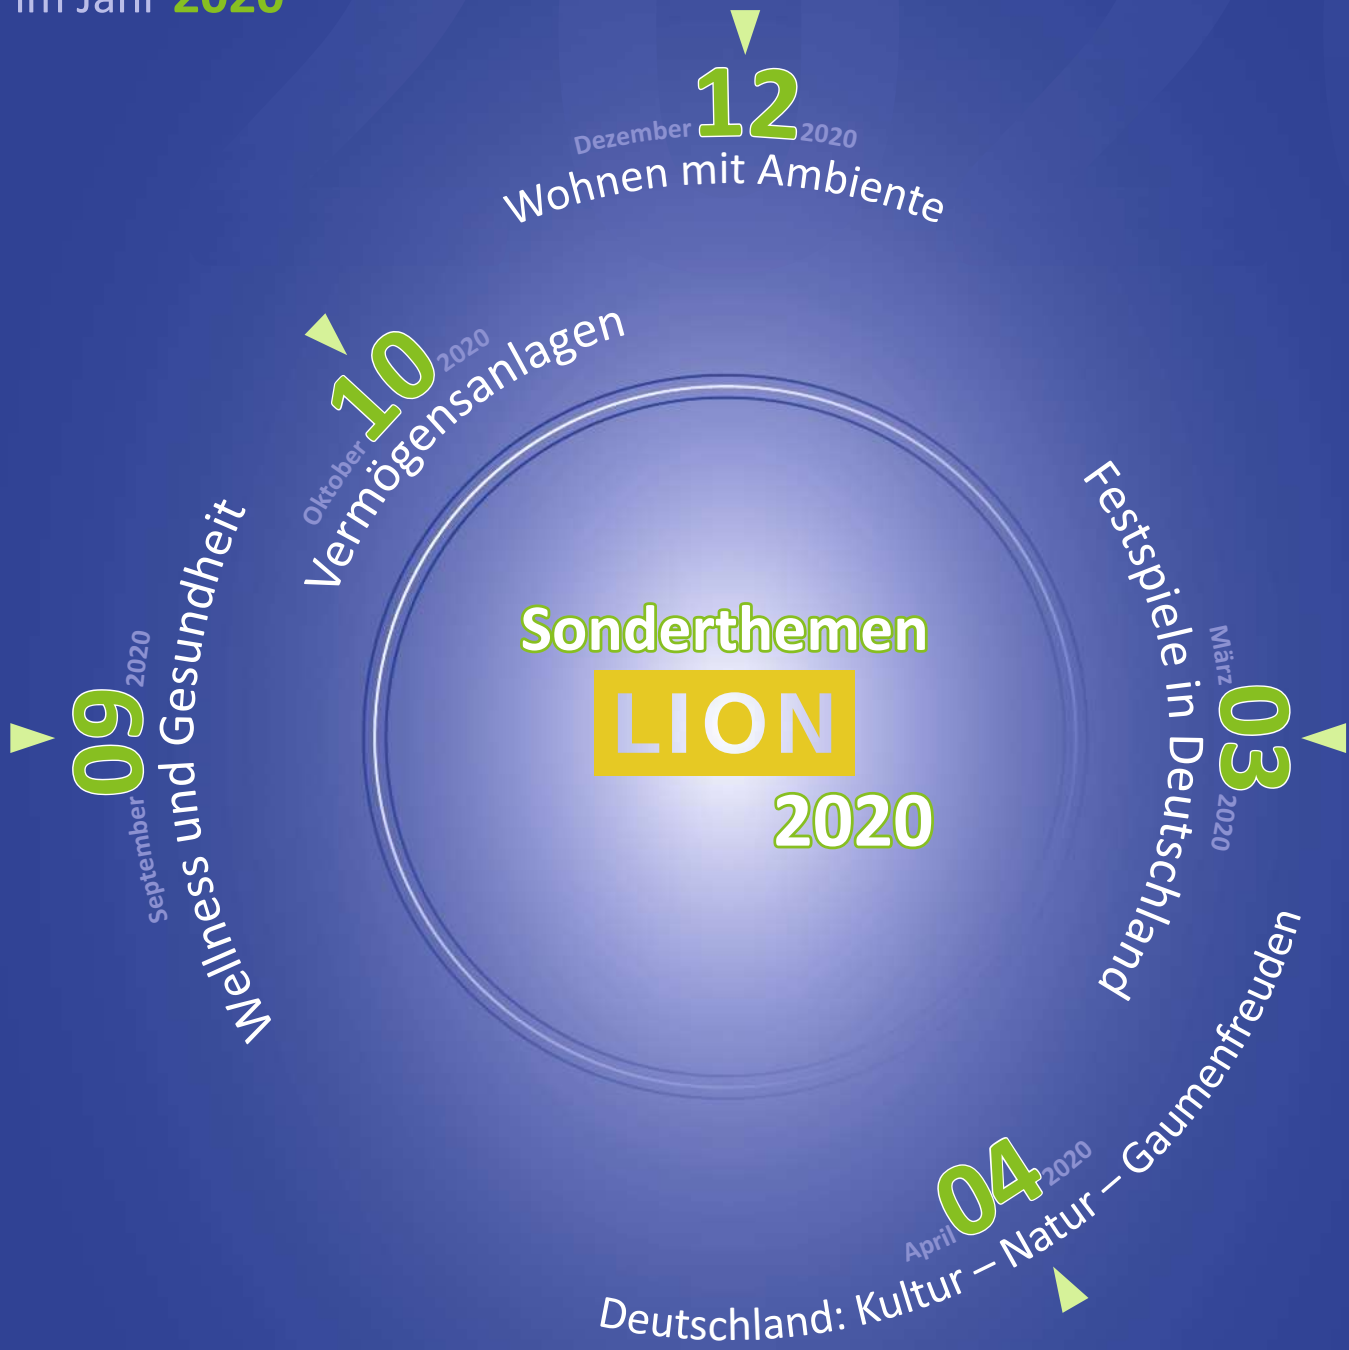 im Jahr 2020
Dezember 12 2020
Wohnen mit Ambiente
Oktober 10 2020
Vermögensanlagen
September 09 2020
Wellness und Gesundheit
Sonderthemen
LION
2020
März 03 2020
Festspiele in Deutschland
April 04 2020
Deutschland: Kultur – Natur – Gaumenfreuden